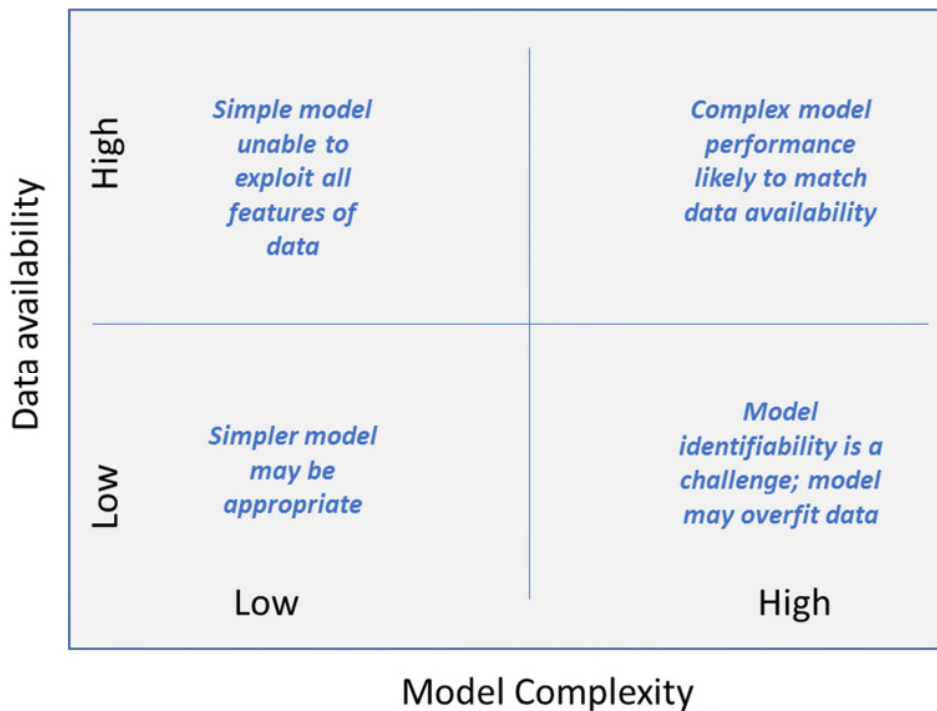 Data availability
High
Simple model
unable to
exploit all
features of
data
Complex model
performance
likely to match
data availability
Low
Simpler model
may be
appropriate
Model
identifiability is a
challenge; model
may overfit data
Low
High
Model Complexity